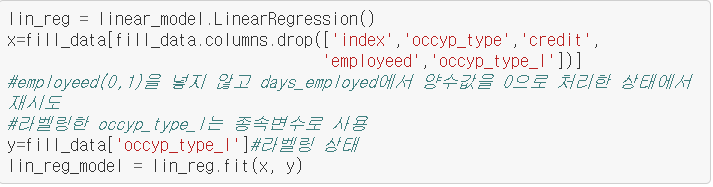 lin_reg = linear_model.LinearRegression()
x=fill_data[fill_data.columns.drop(['index','occyp_type','credit',
'employeed','occyp_type_l'])]
#employeed(0,1)을 넣지 않고 days_employed에서 양수값을 0으로 처리한 상태에서
재시도
#라벨링한 occyp_type_l는 종속변수로 사용
y=fill_data['occyp_type_l']#라벨링 상태
lin_reg_model = lin_reg.fit(x, y)